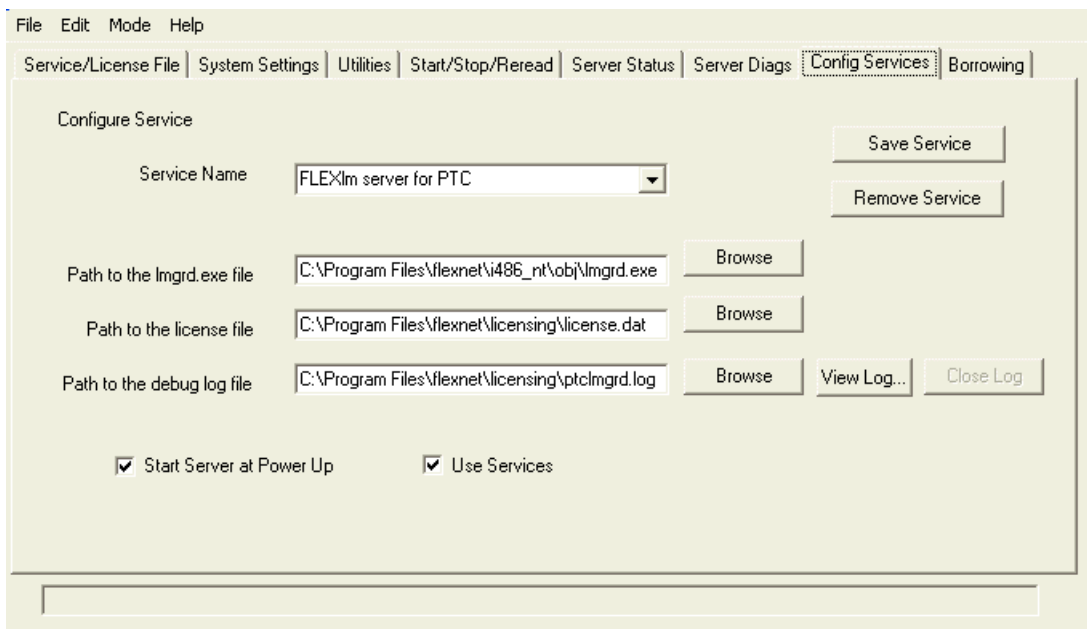 File Edit Mode Help
Service/License File System Settings Utilities Start/Stop/Reread Server Status Server Diags Config Services Borrowing
Configure Service
Save Service
Service Name FLEXlm server for PTC
Remove Service
Path to the lmgrd.exe file C:\Program Files\flexnet\i486_nt\obj\lmgrd.exe Browse
Path to the license file C:\Program Files\flexnet\licensing\license.dat Browse
Path to the debug log file C:\Program Files\flexnet\licensing\ptclmgrd.log Browse View Log... Close Log
Start Server at Power Up Use Services